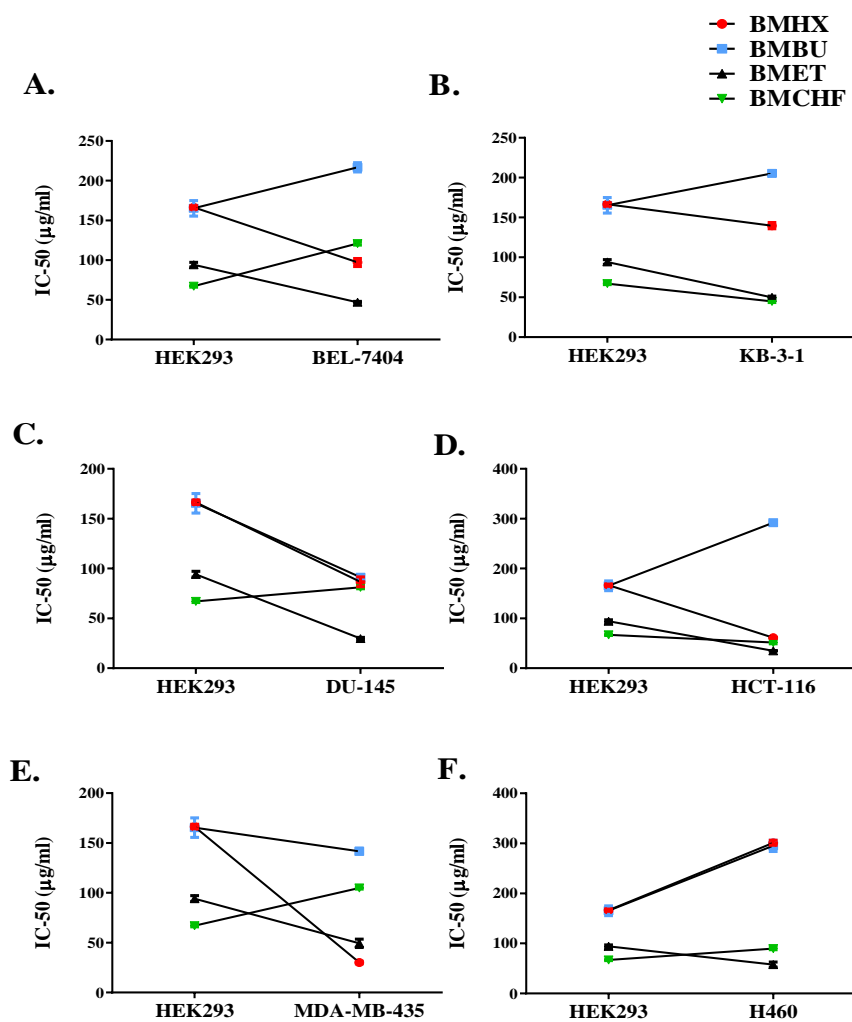 BMHX
BMBU
BMET
BMCHF
A.
IC-50 (µg/ml)
250
200
150
100
50
0
HEK293 BEL-7404
B.
IC-50 (µg/ml)
250
200
150
100
50
0
HEK293 KB-3-1
C.
IC-50 (µg/ml)
200
150
100
50
0
HEK293 DU-145
D.
IC-50 (µg/ml)
400
300
200
100
0
HEK293 HCT-116
E.
IC-50 (µg/ml)
200
150
100
50
0
HEK293 MDA-MB-435
F.
IC-50 (µg/ml)
400
300
200
100
0
HEK293 H460